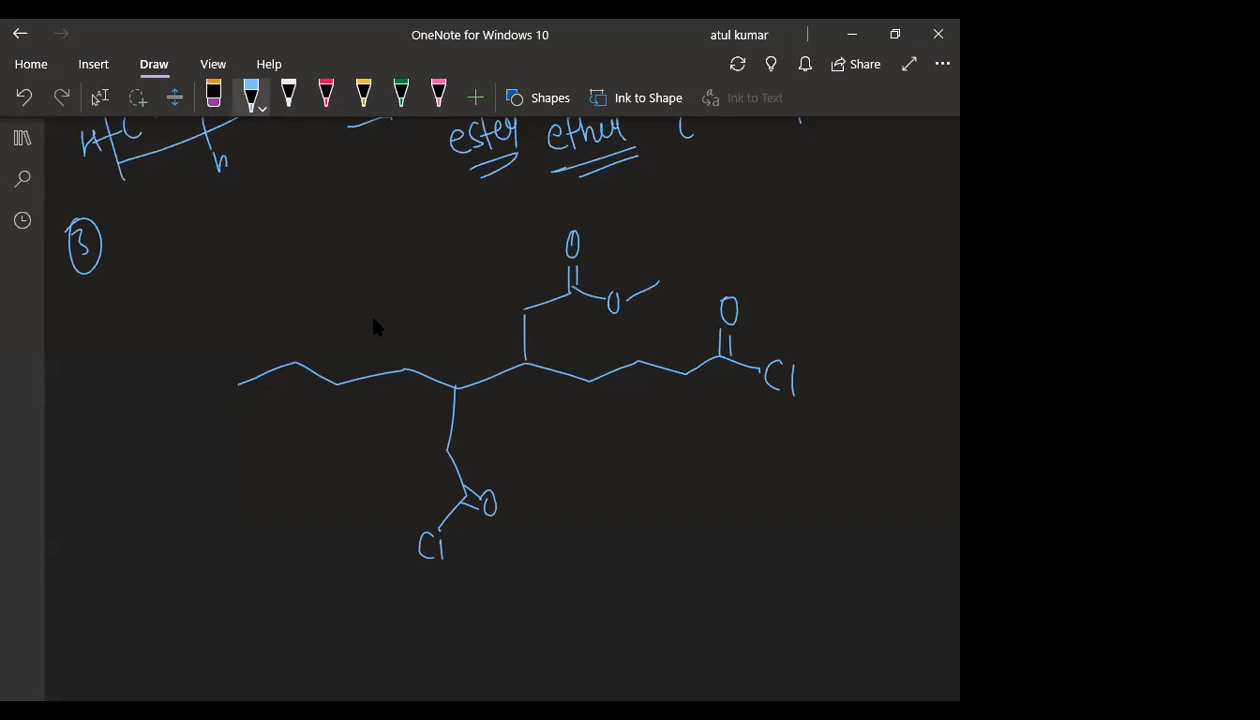 OneNote for Windows 10 atul kumar
Home Insert Draw View Help Share
Shapes Ink to Shape Ink to Text
H C ester ether
h
3
O
O
O
Cl
O
Cl